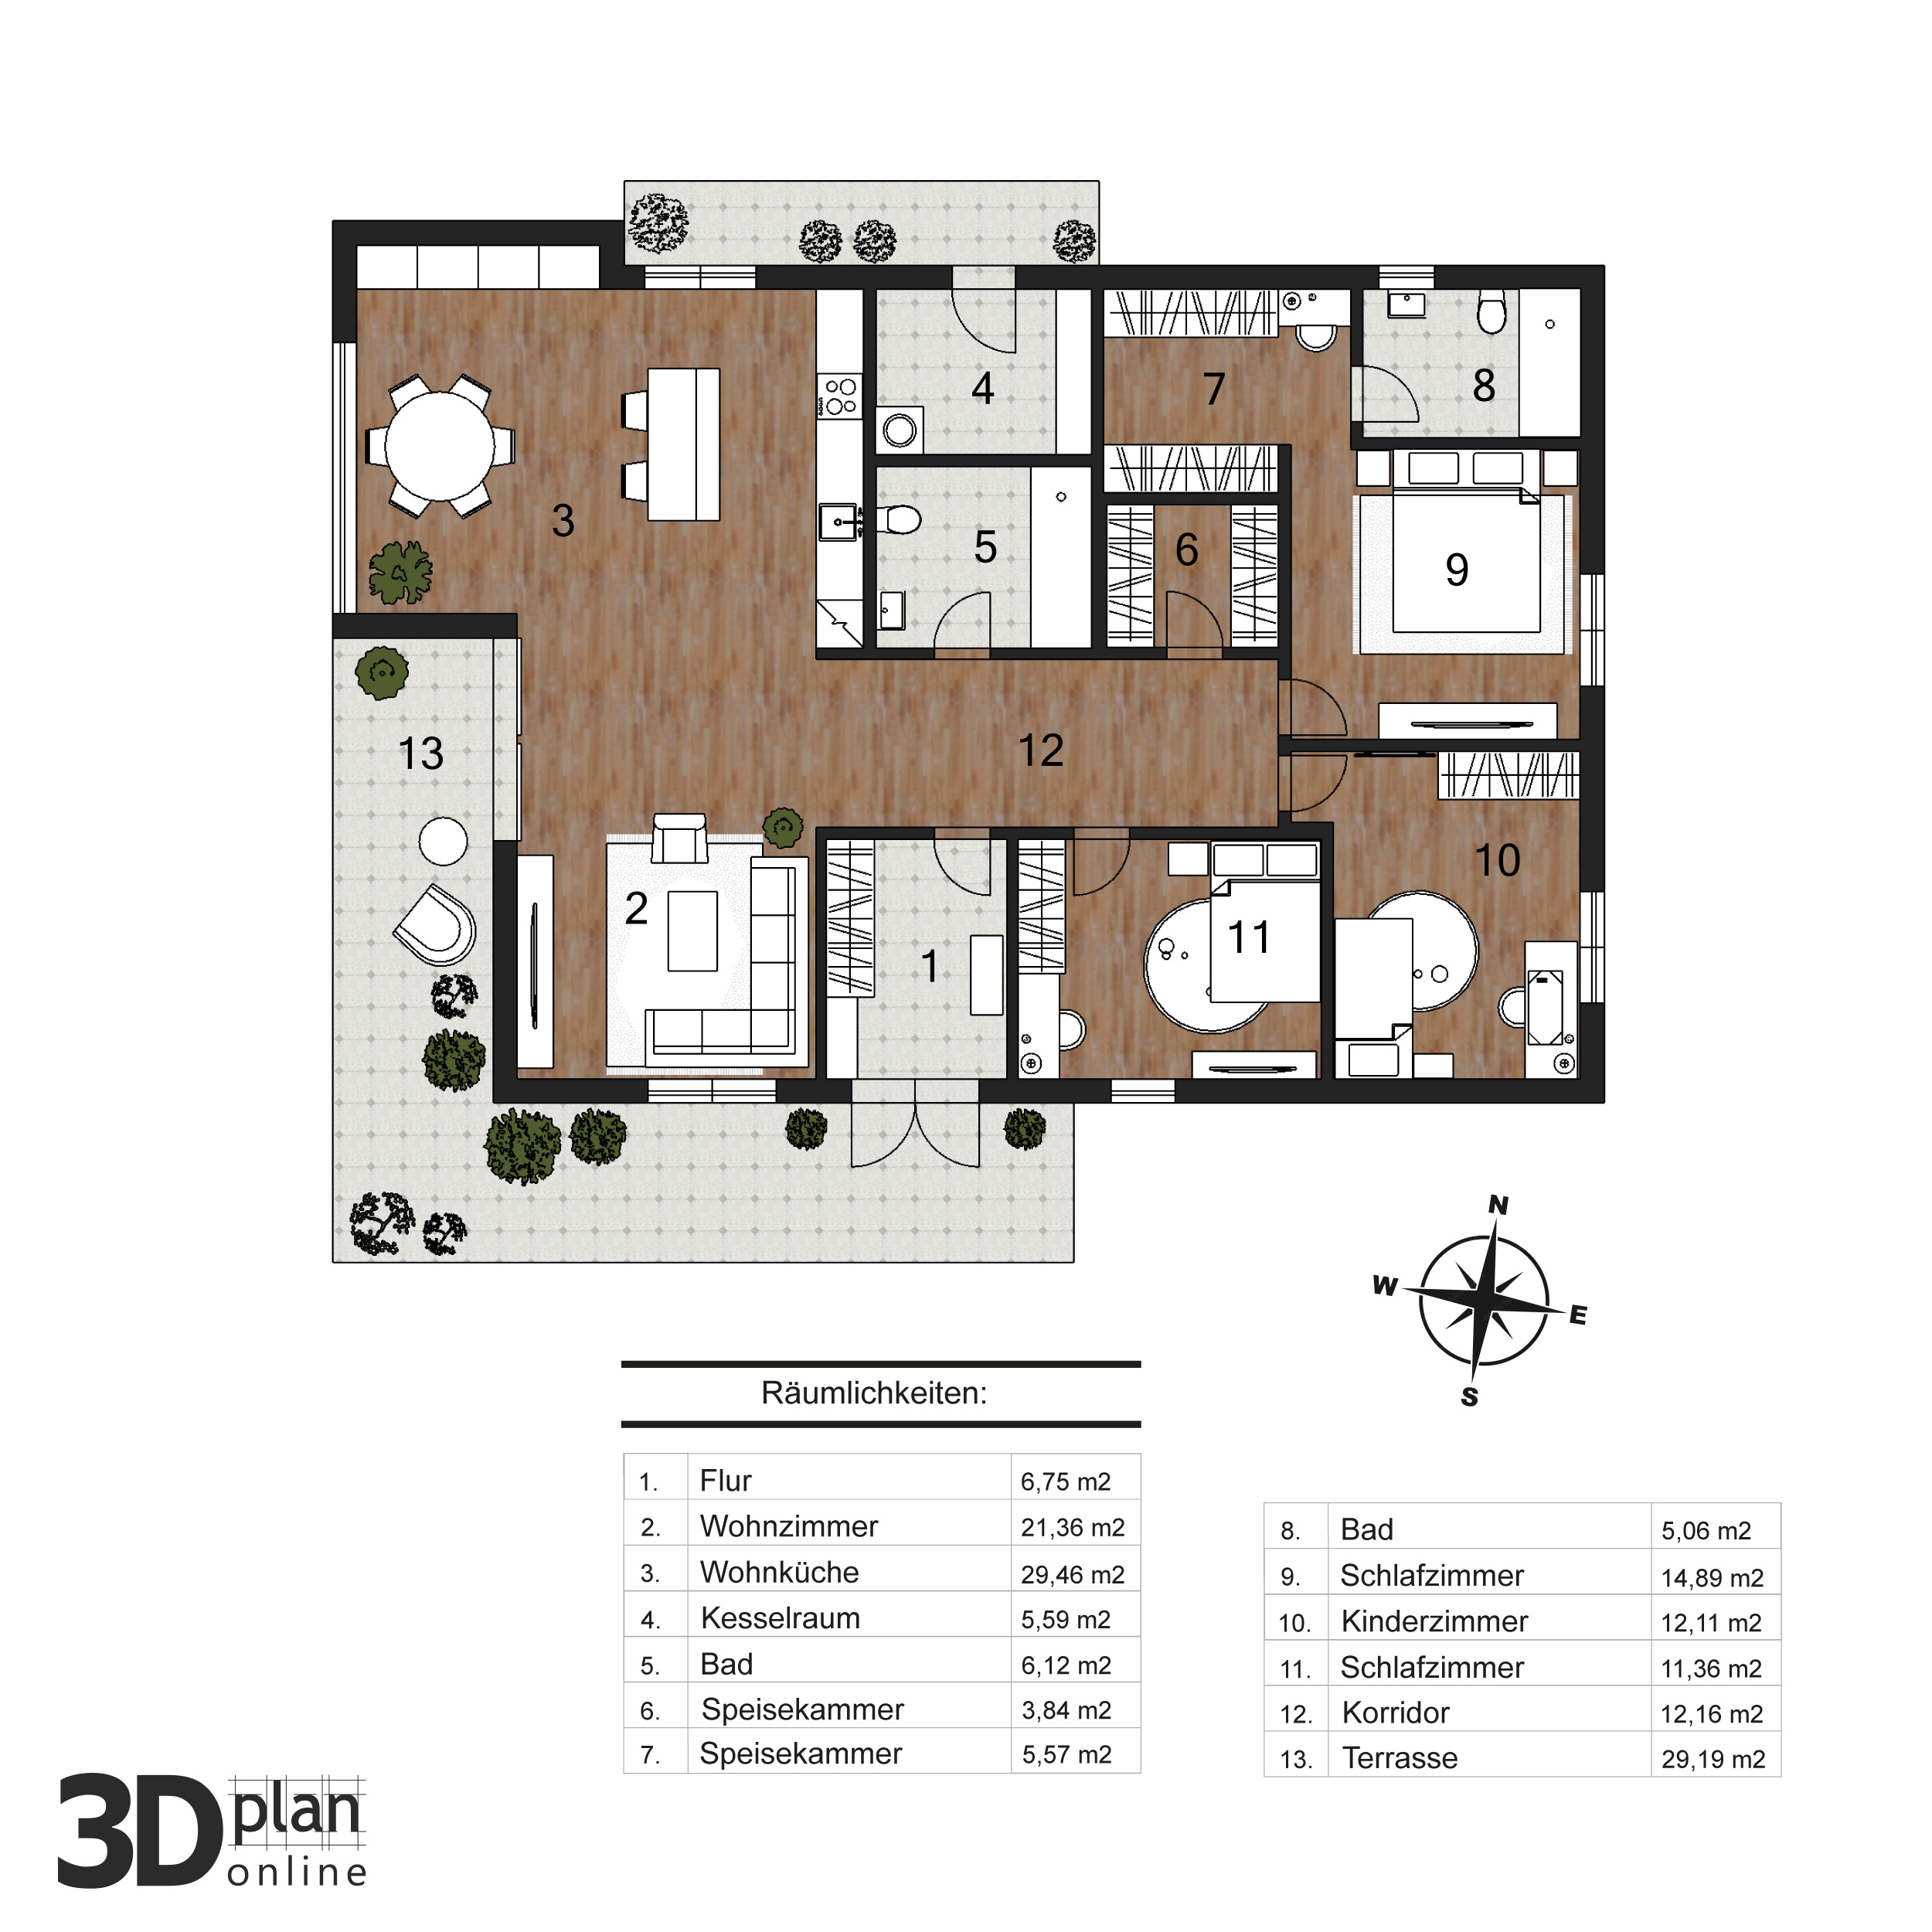 4
7
8
3
5
6
9
13
12
2
10
1
11
N
W
E
S
Räumlichkeiten:
1. Flur 6,75 m2
2. Wohnzimmer 21,36 m2
3. Wohnküche 29,46 m2
4. Kesselraum 5,59 m2
5. Bad 6,12 m2
6. Speisekammer 3,84 m2
7. Speisekammer 5,57 m2
8. Bad 5,06 m2
9. Schlafzimmer 14,89 m2
10. Kinderzimmer 12,11 m2
11. Schlafzimmer 11,36 m2
12. Korridor 12,16 m2
13. Terrasse 29,19 m2
3D plan
online